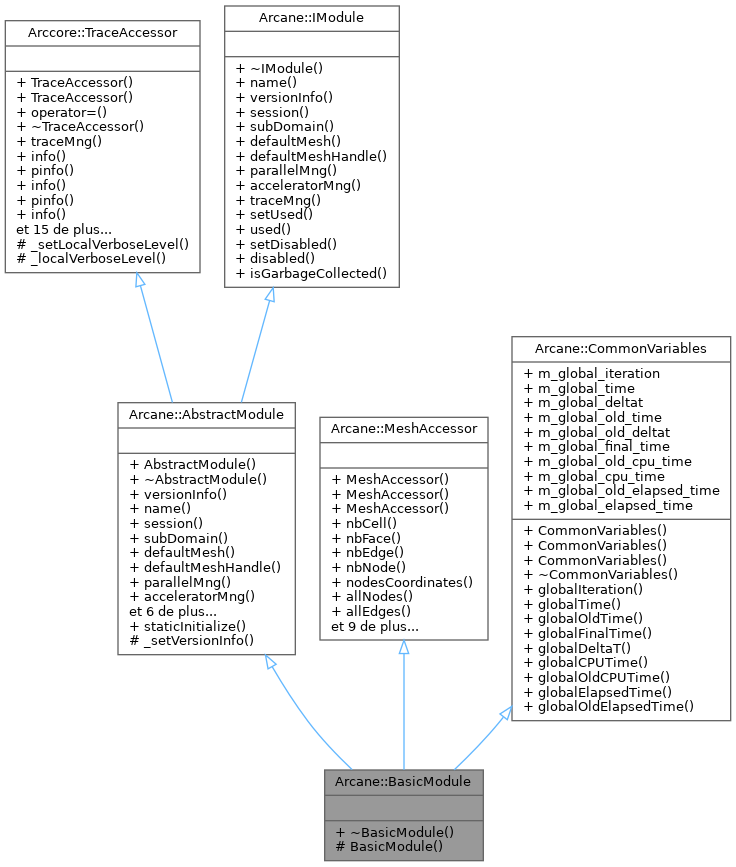 Arccore::TraceAccessor
+ TraceAccessor()
+ TraceAccessor()
+ operator=()
+ ~TraceAccessor()
+ traceMng()
+ info()
+ pinfo()
+ info()
+ pinfo()
+ info()
et 15 de plus...
# _setLocalVerboseLevel()
# _localVerboseLevel()
Arcane::IModule
+ ~IModule()
+ name()
+ versionInfo()
+ session()
+ subDomain()
+ defaultMesh()
+ defaultMeshHandle()
+ parallelMng()
+ acceleratorMng()
+ traceMng()
+ setUsed()
+ used()
+ setDisabled()
+ disabled()
+ isGarbageCollected()
Arcane::AbstractModule
+ AbstractModule()
+ ~AbstractModule()
+ versionInfo()
+ name()
+ session()
+ subDomain()
+ defaultMesh()
+ defaultMeshHandle()
+ parallelMng()
+ acceleratorMng()
et 6 de plus...
+ staticInitialize()
# _setVersionInfo()
Arcane::MeshAccessor
+ MeshAccessor()
+ MeshAccessor()
+ MeshAccessor()
+ nbCell()
+ nbFace()
+ nbEdge()
+ nbNode()
+ nodesCoordinates()
+ allNodes()
+ allEdges()
et 9 de plus...
Arcane::CommonVariables
+ m_global_iteration
+ m_global_time
+ m_global_deltat
+ m_global_old_time
+ m_global_old_deltat
+ m_global_final_time
+ m_global_old_cpu_time
+ m_global_cpu_time
+ m_global_old_elapsed_time
+ m_global_elapsed_time
+ CommonVariables()
+ CommonVariables()
+ CommonVariables()
+ ~CommonVariables()
+ globalIteration()
+ globalTime()
+ globalOldTime()
+ globalFinalTime()
+ globalDeltaT()
+ globalCPUTime()
+ globalOldCPUTime()
+ globalElapsedTime()
+ globalOldElapsedTime()
Arcane::BasicModule
+ ~BasicModule()
# BasicModule()